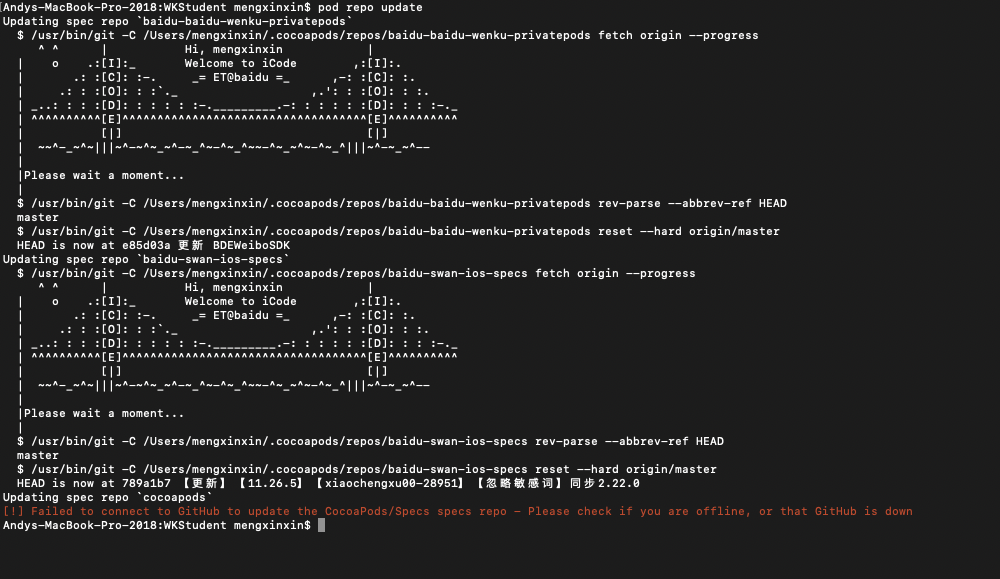 [Andys-MacBook-Pro-2018:WKStudent mengxinxin$ pod repo update
Updating spec repo `baidu-baidu-wenku-privatepods`
  $ /usr/bin/git -C /Users/mengxinxin/.cocoapods/repos/baidu-baidu-wenku-privatepods fetch origin --progress
     ^ ^      |           Hi, mengxinxin            |
  |    o    .:[I]:_       Welcome to iCode        ,:[I]:.
  |       .: :[C]: :-.     _= ET@baidu =_      ,-: :[C]: :.
  |     .: : :[O]: : :`._                   ,.': : :[O]: : :.
  | _..: : : :[D]: : : : : :-._________.-: : : : : :[D]: : : :-._
  | ^^^^^^^^^^[E]^^^^^^^^^^^^^^^^^^^^^^^^^^^^^^^^^^^[E]^^^^^^^^^^
  |           [|]                                   [|]
  |  ~~^-_~^~|||~^-~^~_~^-~_^~-~^~_^~~-^~_~^~-^~_^|||~^-~_~^--
  |
  |Please wait a moment...
  |
  $ /usr/bin/git -C /Users/mengxinxin/.cocoapods/repos/baidu-baidu-wenku-privatepods rev-parse --abbrev-ref HEAD
  master
  $ /usr/bin/git -C /Users/mengxinxin/.cocoapods/repos/baidu-baidu-wenku-privatepods reset --hard origin/master
  HEAD is now at e85d03a 更新 BDEWeiboSDK
Updating spec repo `baidu-swan-ios-specs`
  $ /usr/bin/git -C /Users/mengxinxin/.cocoapods/repos/baidu-swan-ios-specs fetch origin --progress
     ^ ^      |           Hi, mengxinxin            |
  |    o    .:[I]:_       Welcome to iCode        ,:[I]:.
  |       .: :[C]: :-.     _= ET@baidu =_      ,-: :[C]: :.
  |     .: : :[O]: : :`._                   ,.': : :[O]: : :.
  | _..: : : :[D]: : : : : :-._________.-: : : : : :[D]: : : :-._
  | ^^^^^^^^^^[E]^^^^^^^^^^^^^^^^^^^^^^^^^^^^^^^^^^^[E]^^^^^^^^^^
  |           [|]                                   [|]
  |  ~~^-_~^~|||~^-~^~_~^-~_^~-~^~_^~~-^~_~^~-^~_^|||~^-~_~^--
  |
  |Please wait a moment...
  |
  $ /usr/bin/git -C /Users/mengxinxin/.cocoapods/repos/baidu-swan-ios-specs rev-parse --abbrev-ref HEAD
  master
  $ /usr/bin/git -C /Users/mengxinxin/.cocoapods/repos/baidu-swan-ios-specs reset --hard origin/master
  HEAD is now at 789a1b7 【更新】【11.26.5】【xiaochengxu00-28951】【忽略敏感词】同步2.22.0
Updating spec repo `cocoapods`
[!] Failed to connect to GitHub to update the CocoaPods/Specs specs repo - Please check if you are offline, or that GitHub is down
Andys-MacBook-Pro-2018:WKStudent mengxinxin$